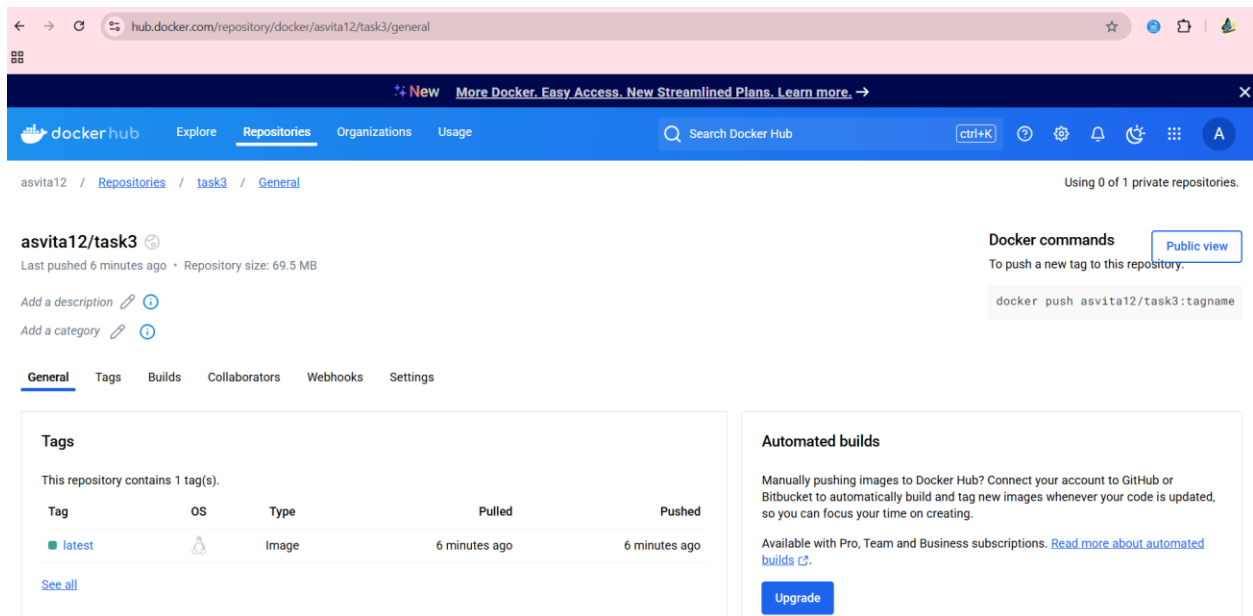 hub.docker.com/repository/docker/asvita12/task3/general
New More Docker. Easy Access. New Streamlined Plans. Learn more. →
dockerhub Explore Repositories Organizations Usage Search Docker Hub ctrl+K A
asvita12 / Repositories / task3 / General Using 0 of 1 private repositories.
asvita12/task3
Last pushed 6 minutes ago • Repository size: 69.5 MB
Add a description
Add a category
Docker commands
Public view
To push a new tag to this repository:
docker push asvita12/task3:tagname
General Tags Builds Collaborators Webhooks Settings
Tags
This repository contains 1 tag(s).
Tag OS Type Pulled Pushed
latest Image 6 minutes ago 6 minutes ago
See all
Automated builds
Manually pushing images to Docker Hub? Connect your account to GitHub or
Bitbucket to automatically build and tag new images whenever your code is updated,
so you can focus your time on creating.
Available with Pro, Team and Business subscriptions. Read more about automated
builds.
Upgrade